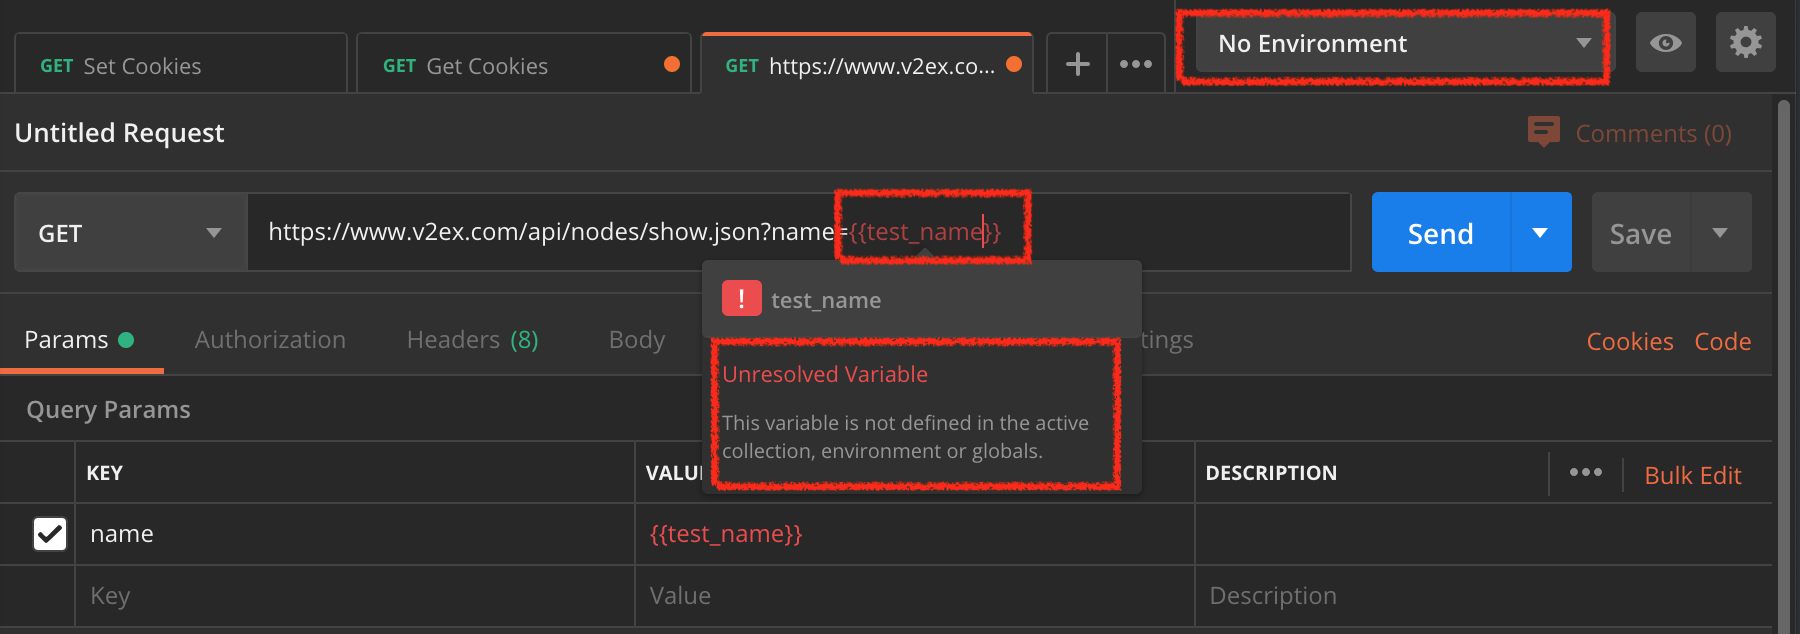 GET Set Cookies
GET Get Cookies
GET https://www.v2ex.co...
No Environment
Untitled Request
Comments (0)
GET
https://www.v2ex.com/api/nodes/show.json?name={{test_name}}
Send
Save
! test_name
Params
Authorization
Headers (8)
Body
tings
Cookies
Code
Unresolved Variable
This variable is not defined in the active
collection, environment or globals.
Query Params
KEY
VALU
DESCRIPTION
Bulk Edit
name
{{test_name}}
Key
Value
Description